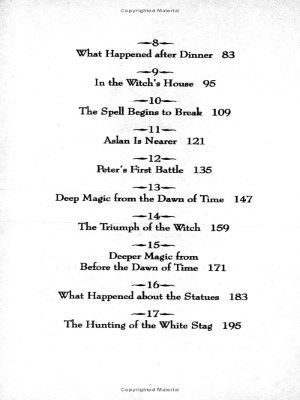 Copyrighted Material
8
What Happened after Dinner 83
9
In the Witch's House 95
10
The Spell Begins to Break 109
11
Aslan Is Nearer 121
12
Peter's First Battle 135
13
Deep Magic from the Dawn of Time 147
14
The Triumph of the Witch 159
15
Deeper Magic from
Before the Dawn of Time 171
16
What Happened about the Statues 183
17
The Hunting of the White Stag 195
Copyrighted Material